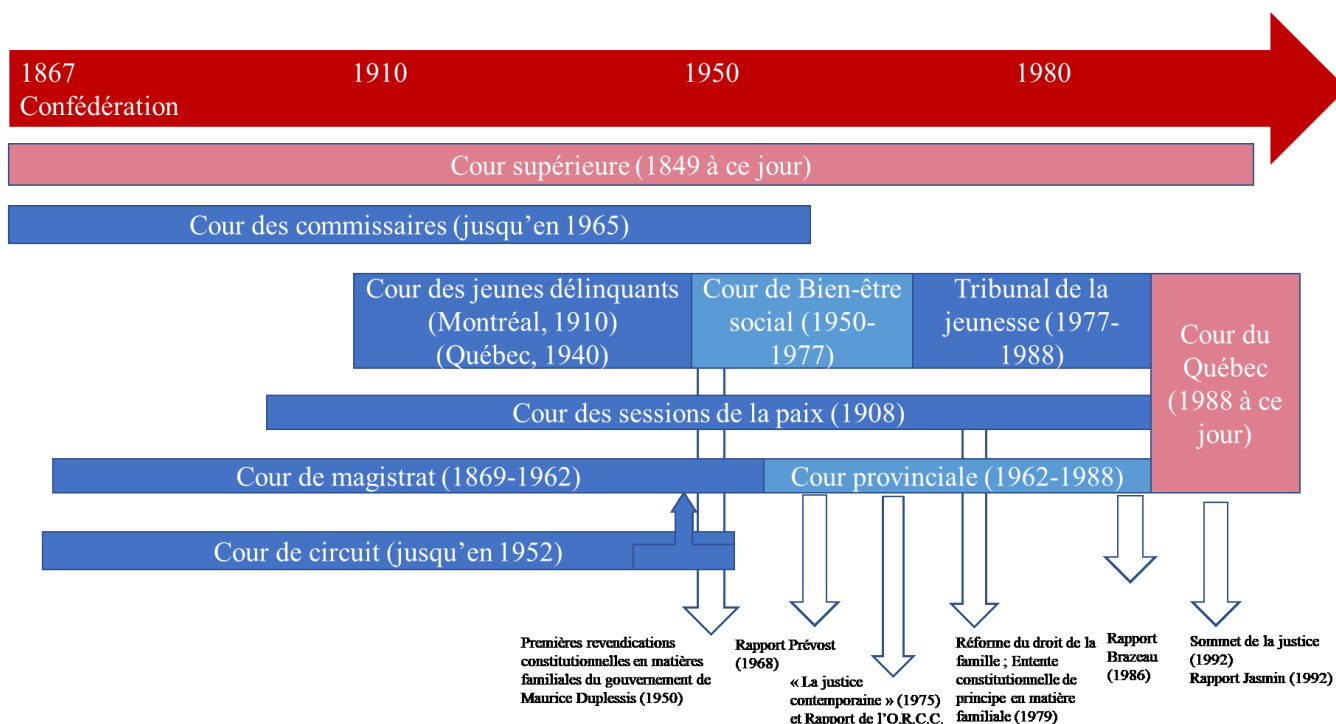 1867
Confédération
1910
1950
1980
Cour supérieure (1849 à ce jour)
Cour des commissaires (jusqu’en 1965)
Cour des jeunes délinquants
(Montréal, 1910)
(Québec, 1940)
Cour de Bien-être
social (1950-
1977)
Tribunal de la
jeunesse (1977-
1988)
Cour du
Québec
(1988 à ce
jour)
Cour des sessions de la paix (1908)
Cour de magistrat (1869-1962)
Cour provinciale (1962-1988)
Cour de circuit (jusqu’en 1952)
Premières revendications
constitutionnelles en matières
familiales du gouvernement de
Maurice Duplessis (1950)
Rapport Prévost
(1968)
« La justice
contemporaine » (1975)
et Rapport de l’O.R.C.C.
Réforme du droit de la
famille ; Entente
constitutionnelle de
principe en matière
familiale (1979)
Rapport
Brazeau
(1986)
Sommet de la justice
(1992)
Rapport Jasmin (1992)